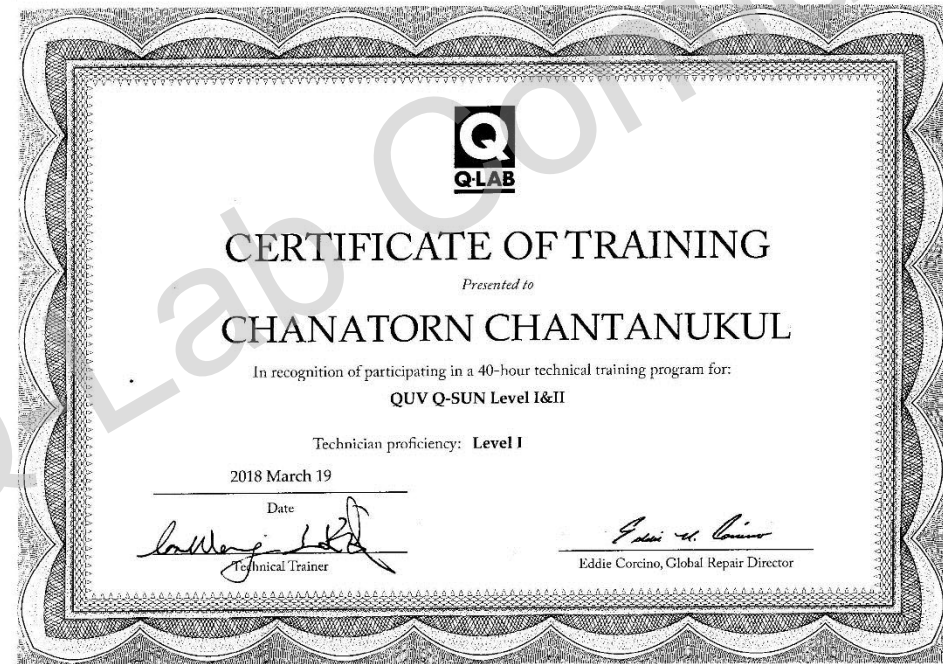 Q
Q-LAB
CERTIFICATE OF TRAINING
Presented to
CHANATORN CHANTANUKUL
In recognition of participating in a 40-hour technical training program for:
QUV Q-SUN Level I&II
Technician proficiency: Level I
2018 March 19
Date
Technical Trainer
Eddie Corcino, Global Repair Director